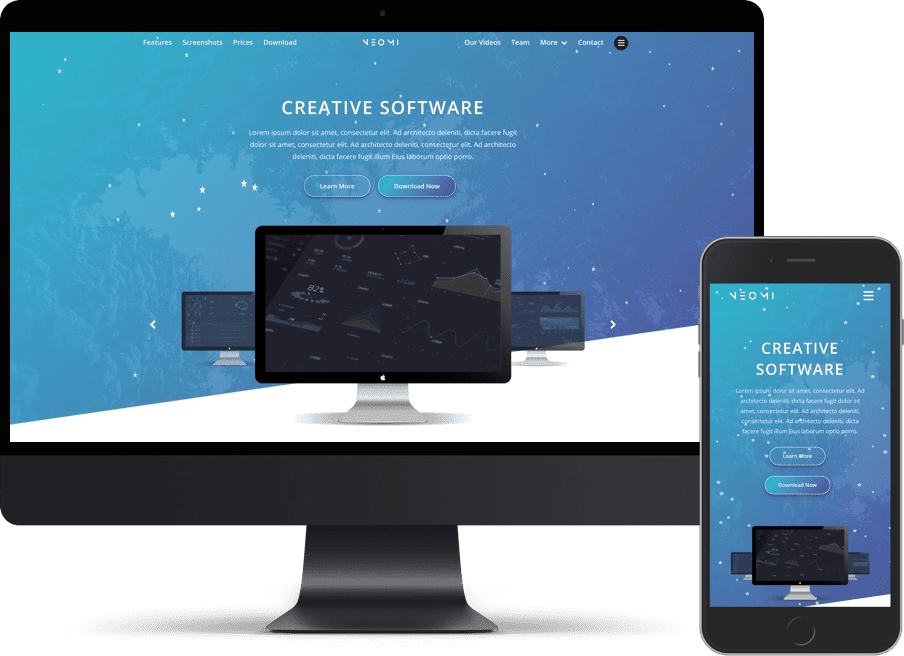 Features Screenshots Prices Download NEOMI Our Videos Team More Contact
CREATIVE SOFTWARE
Lorem ipsum dolor sit amet, consectetur elit. Ad architecto deleniti, dicta facere fugit
sit amet, consectetur elit. Ad architecto deleniti, consectetur elit. Ad architecto
deleniti, dicta facere fugit illum Eius laborum optio porro.
Learn More Download Now
82%
NEOMI
CREATIVE
SOFTWARE
Lorem ipsum dolor sit amet, consectetur elit. Ad
architecto deleniti, dicta facere fugit sit
amet, consectetur elit. Ad architecto deleniti,
consectetur elit. Ad architecto deleniti, dicta
facere fugit illum Eius laborum optio porro.
Learn More
Download Now